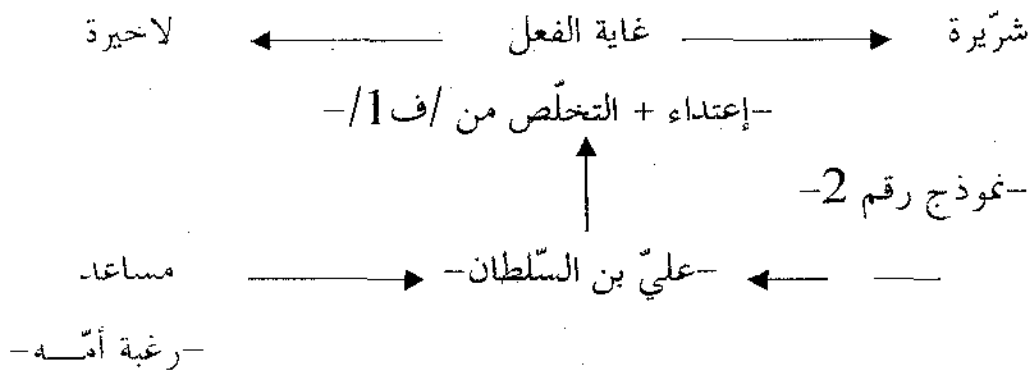 شرّيرة غاية الفعل لاخيرة
-إعتداء + التخلّص من /ف1/-
-نموذج رقم 2-
-عليّ بن السّلطان- مساعد
-رغبة أمّـــه-